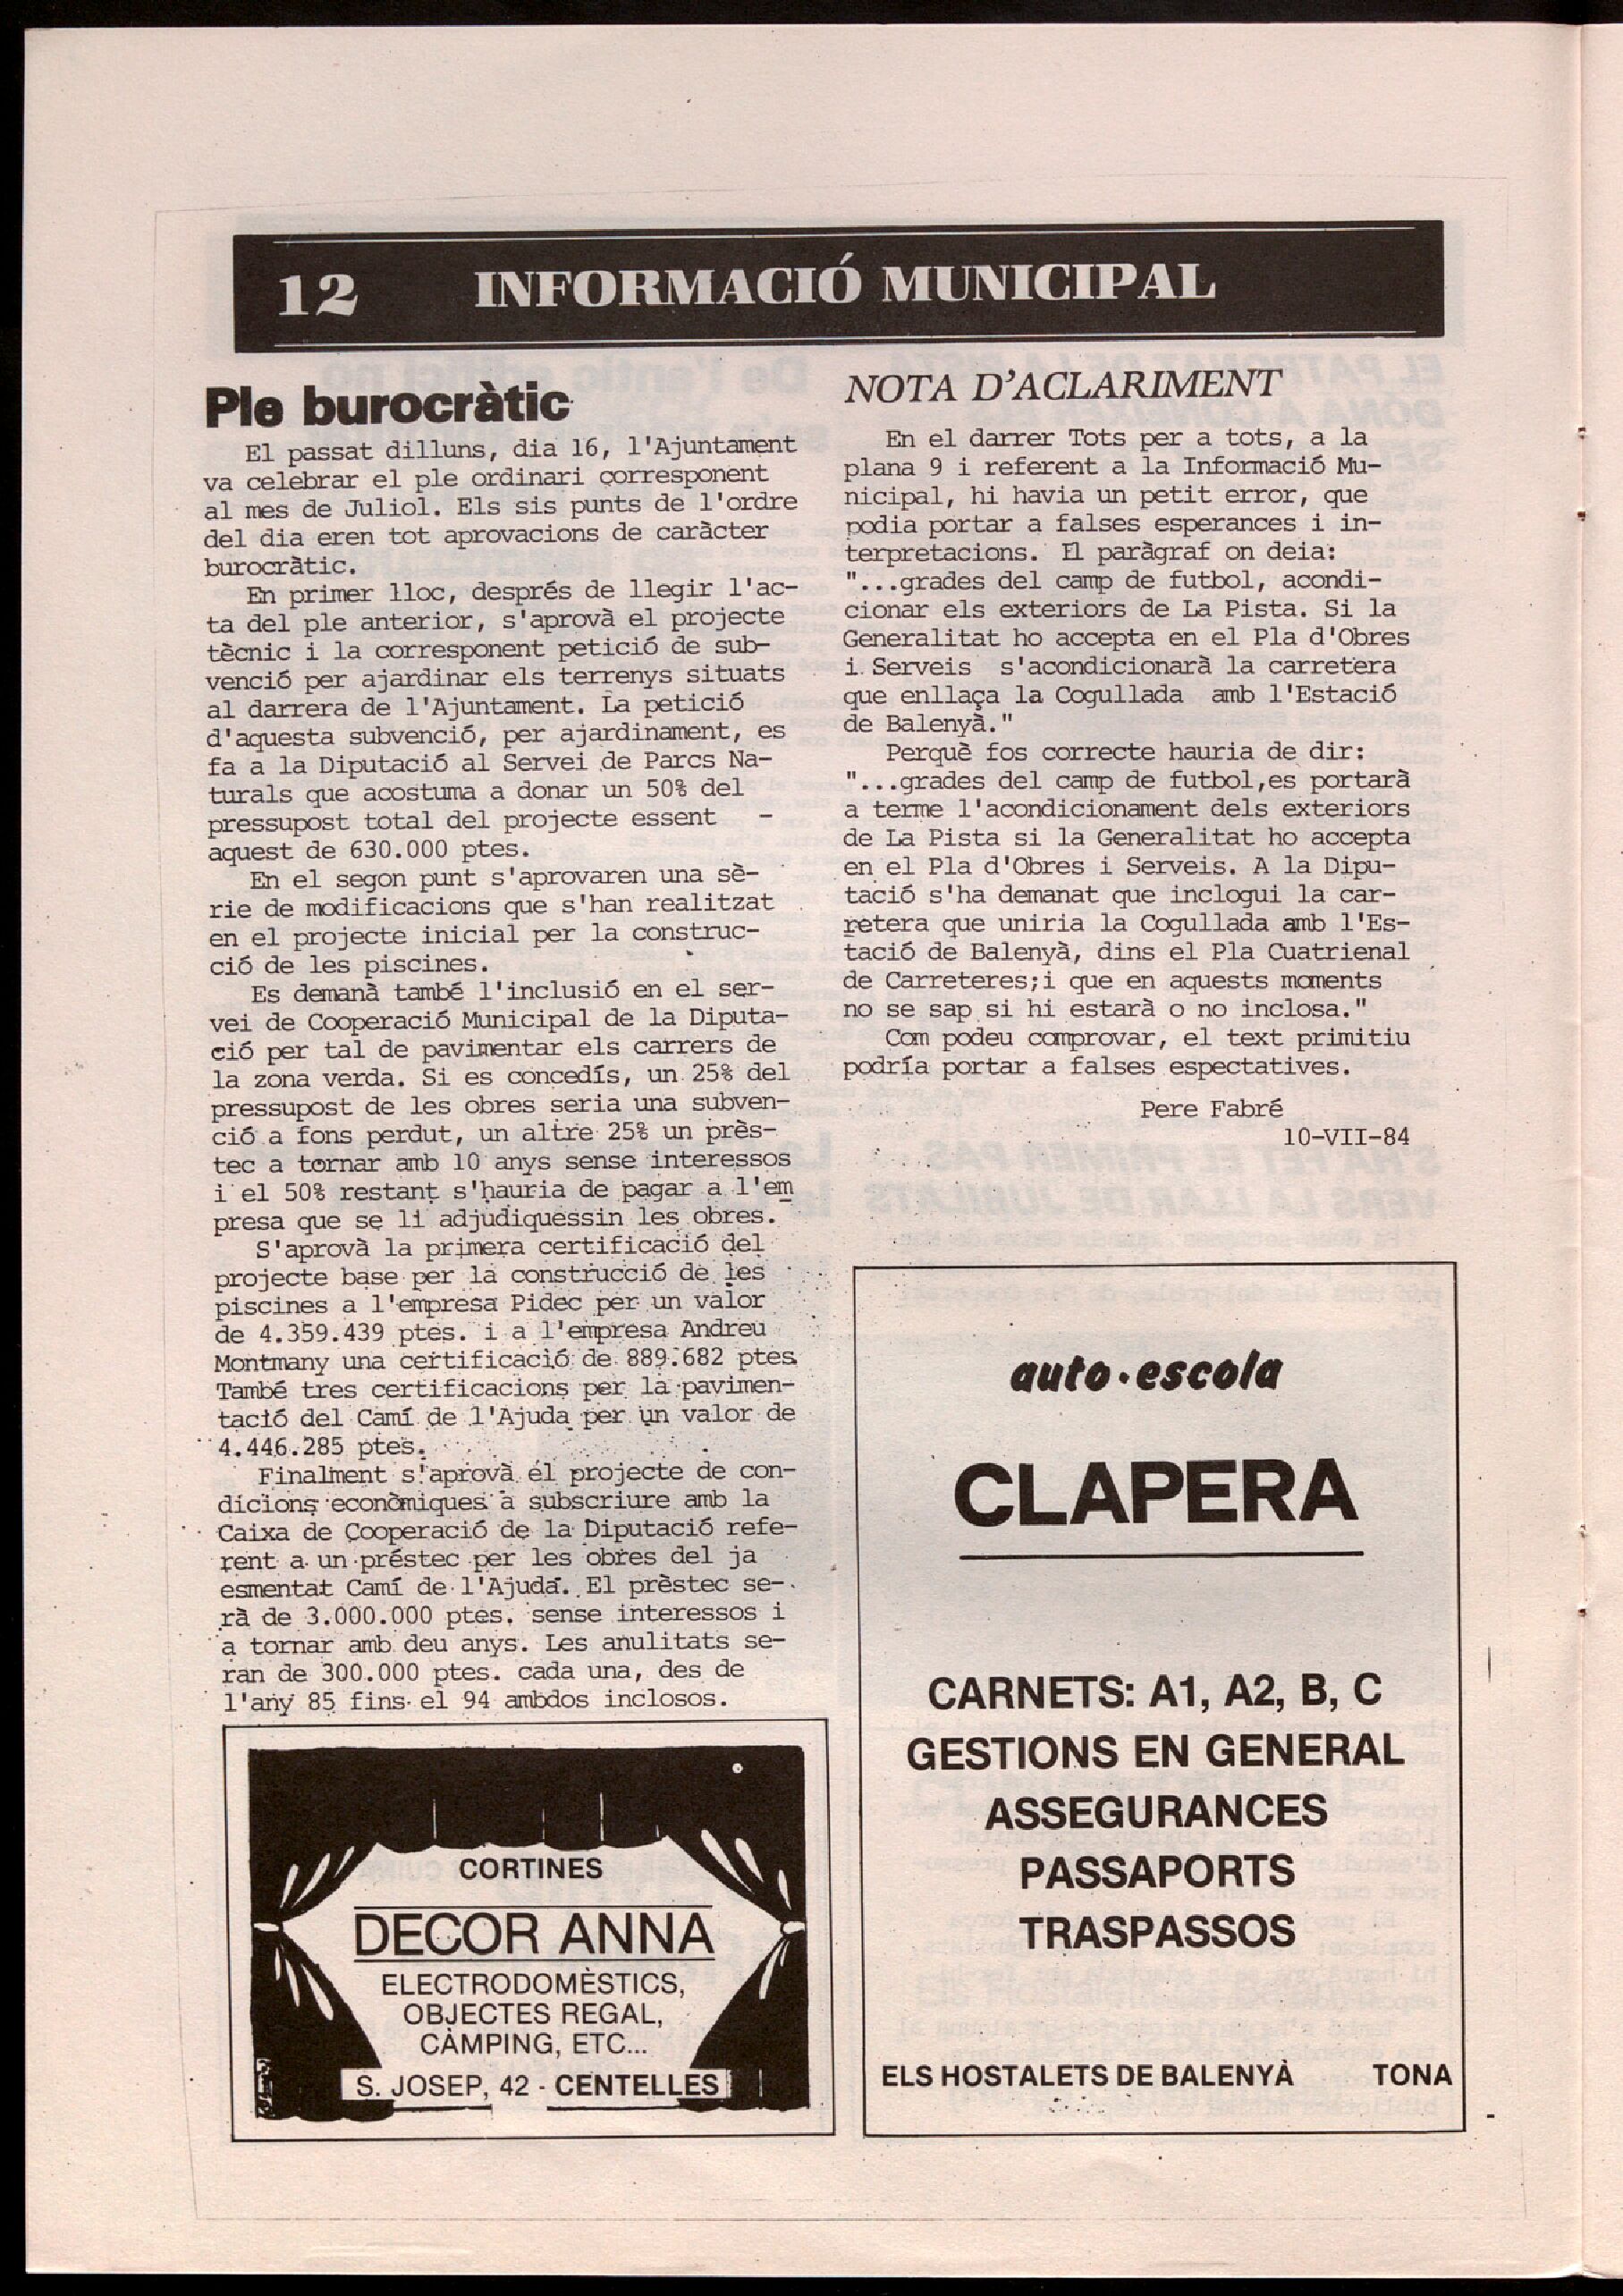 12 INFORMACIÓ MUNICIPAL
Ple burocràtic
El passat dilluns, dia 16, l'Ajuntament
va celebrar el ple ordinari corresponent
al mes de Juliol. Els sis punts de l'ordre
del dia eren tot aprovacions de caràcter
burocràtic.
En primer lloc, després de llegir l'ac-
ta del ple anterior, s'aprovà el projecte
tècnic i la corresponent petició de sub-
venció per ajardinar els terrenys situats
al darrera de l'Ajuntament. La petició
d'aquesta subvenció, per ajardinament, es
fa a la Diputació al Servei de Parcs Na-
turals que acostuma a donar un 50% del
pressupost total del projecte essent -
aquest de 630.000 ptes.
En el segon punt s'aprovaren una sè-
rie de modificacions que s'han realitzat
en el projecte inicial per la construc-
ció de les piscines.
Es demanà també l'inclusió en el ser-
vei de Cooperació Municipal de la Diputa-
ció per tal de pavimentar els carrers de
la zona verda. Si es concedís, un 25% del
pressupost de les obres seria una subven-
ció a fons perdut, un altre 25% un près-
tec a tornar amb 10 anys sense interessos
i el 50% restant s'hauria de pagar a l'em
presa que se li adjudiquessin les obres.
S'aprovà la primera certificació del
projecte base per la construcció de les
piscines a l'empresa Pidec per un valor
de 4.359.439 ptes. i a l'empresa Andreu
Montmany una certificació de 889.682 ptes
També tres certificacions per la pavimen-
tació del Camí de l'Ajuda per un valor de
4.446.285 ptes.
Finalment s'aprovà el projecte de con-
dicions econòmiques a subscriure amb la
Caixa de Cooperació de la Diputació refe-
rent a un préstec per les obres del ja
esmentat Camí de l'Ajuda. El prèstec se-
rà de 3.000.000 ptes. sense interessos i
a tornar amb deu anys. Les anulitats se-
ran de 300.000 ptes. cada una, des de
l'any 85 fins el 94 ambdos inclosos.
CORTINES
DECOR ANNA
ELECTRODOMÈSTICS,
OBJECTES REGAL,
CÀMPING, ETC...
S. JOSEP, 42 - CENTELLES
NOTA D'ACLARIMENT
En el darrer Tots per a tots, a la
plana 9 i referent a la Informació Mu-
nicipal, hi havia un petit error, que
podia portar a falses esperances i in-
terpretacions. El paràgraf on deia:
"...grades del camp de futbol, acondi-
cionar els exteriors de La Pista. Si la
Generalitat ho accepta en el Pla d'Obres
i Serveis s'acondicionarà la carretera
que enllaça la Cogullada amb l'Estació
de Balenyà."
Perquè fos correcte hauria de dir:
"...grades del camp de futbol,es portarà
a terme l'acondicionament dels exteriors
de La Pista si la Generalitat ho accepta
en el Pla d'Obres i Serveis. A la Dipu-
tació s'ha demanat que inclogui la car-
retera que uniria la Cogullada amb l'Es-
tació de Balenyà, dins el Pla Cuatrienal
de Carreteres;i que en aquests moments
no se sap si hi estarà o no inclosa."
Com podeu comprovar, el text primitiu
podría portar a falses espectatives.
Pere Fabré
10-VII-84
auto·escola
CLAPERA
CARNETS: A1, A2, B, C
GESTIONS EN GENERAL
ASSEGURANCES
PASSAPORTS
TRASPASSOS
ELS HOSTALETS DE BALENYÀ TONA